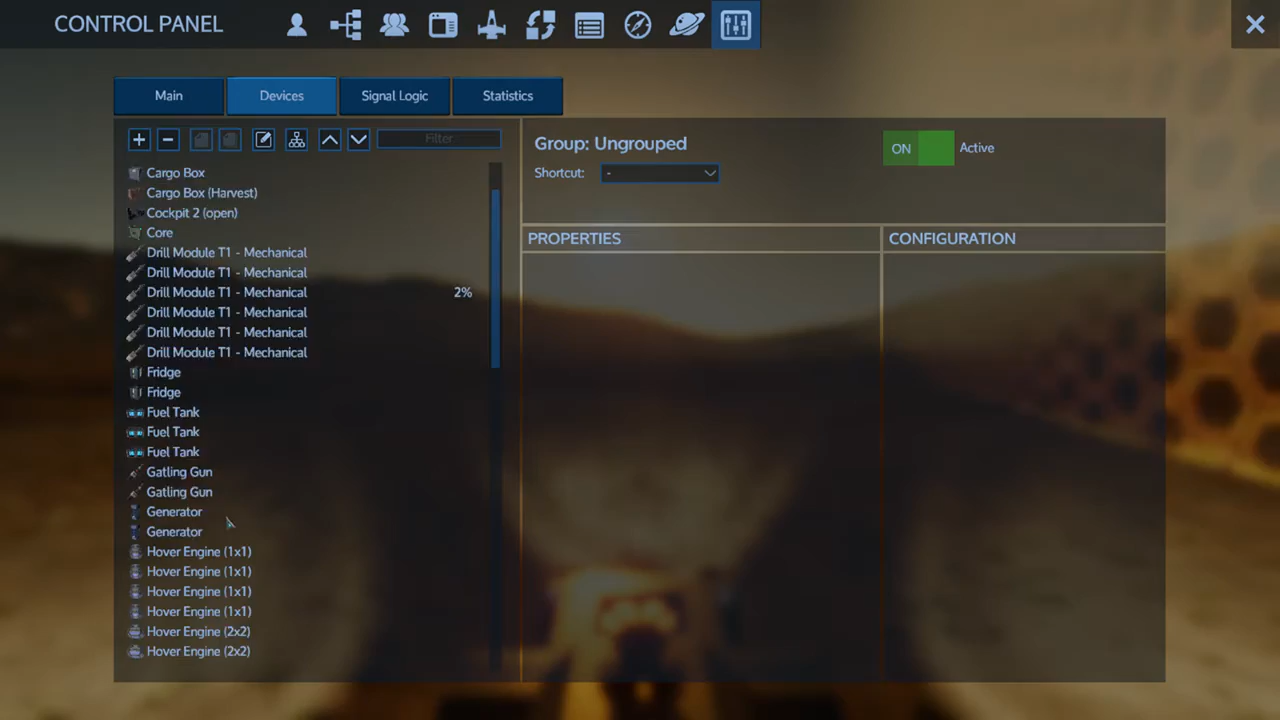 CONTROL PANEL
Main
Devices
Signal Logic
Statistics
Filter
Cargo Box
Cargo Box (Harvest)
Cockpit 2 (open)
Core
Drill Module T1 - Mechanical
Drill Module T1 - Mechanical
Drill Module T1 - Mechanical 2%
Drill Module T1 - Mechanical
Drill Module T1 - Mechanical
Drill Module T1 - Mechanical
Fridge
Fridge
Fuel Tank
Fuel Tank
Fuel Tank
Gatling Gun
Gatling Gun
Generator
Generator
Hover Engine (1x1)
Hover Engine (1x1)
Hover Engine (1x1)
Hover Engine (1x1)
Hover Engine (2x2)
Hover Engine (2x2)
Group: Ungrouped
ON Active
Shortcut: -
PROPERTIES
CONFIGURATION